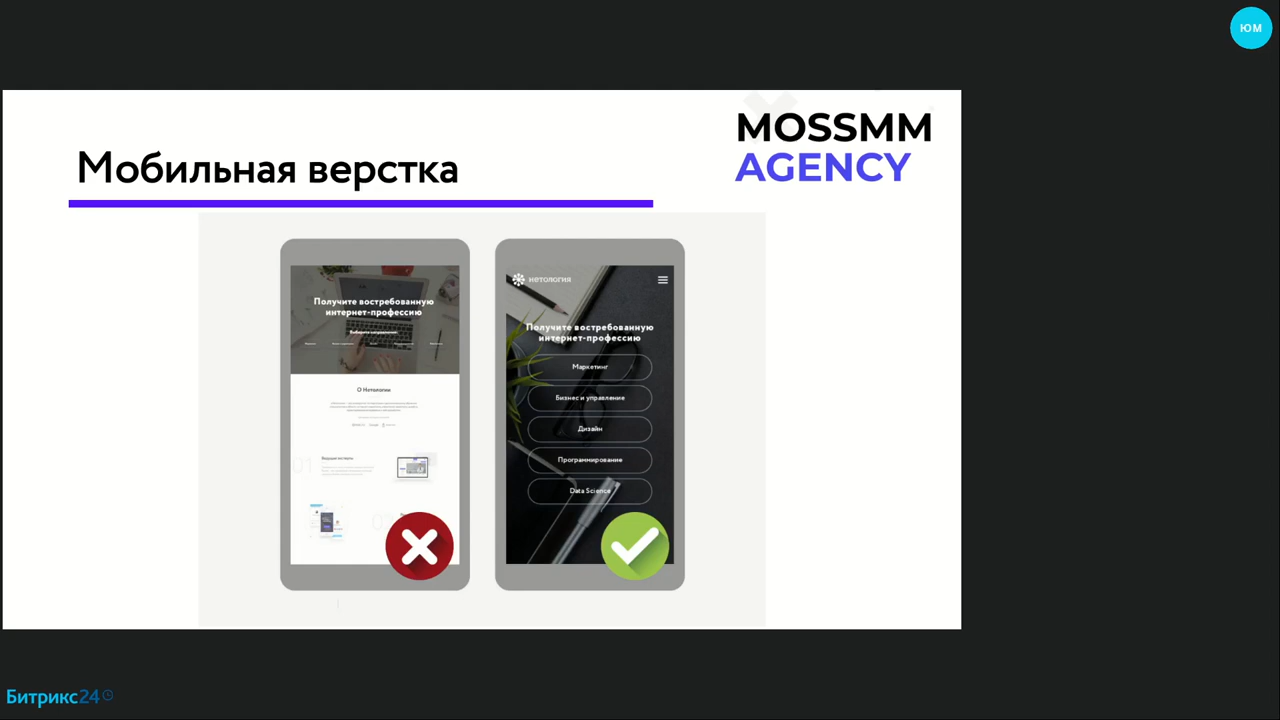 ЮМ
MOSSMM
AGENCY
Мобильная верстка
Получите востребованную
интернет-профессию
О Нетологии
нетология
Получите востребованную
интернет-профессию
Маркетинг
Бизнес и управление
Дизайн
Программирование
Data Science
Битрикс24